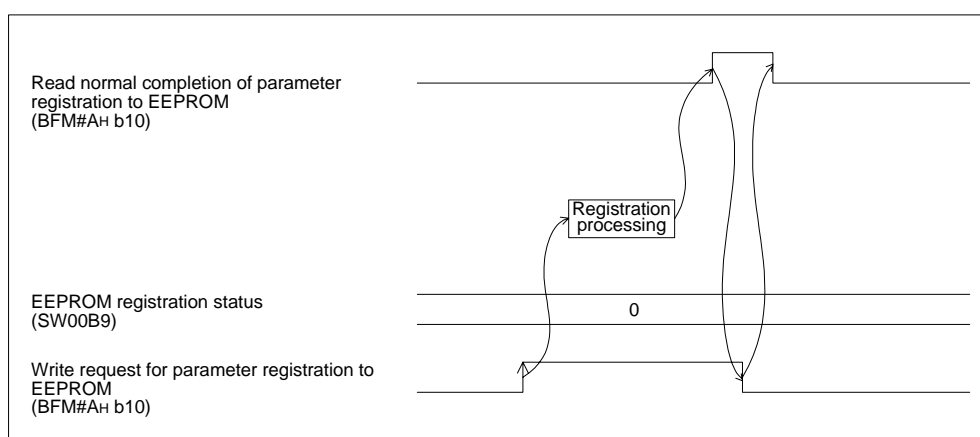 Read normal completion of parameter
registration to EEPROM
(BFM#AH b10)
Registration
processing
EEPROM registration status
(SW00B9)
0
Write request for parameter registration to
EEPROM
(BFM#AH b10)